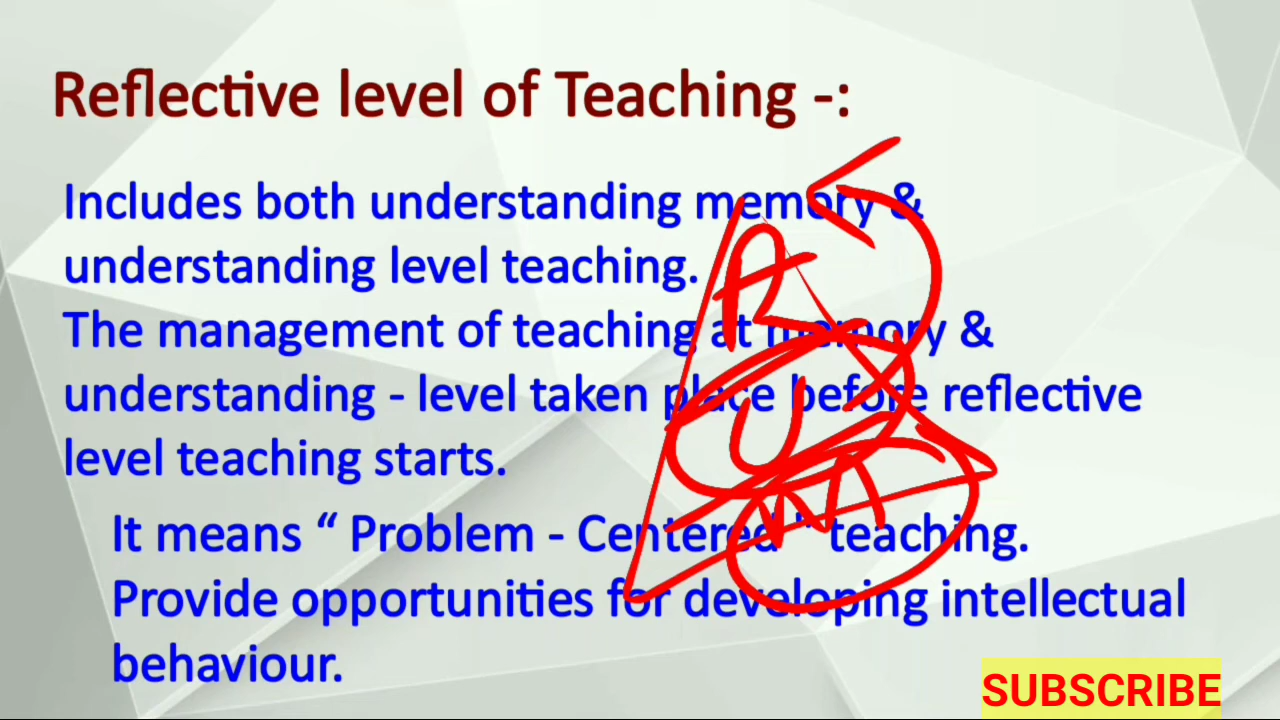 Reflective level of Teaching -:
Includes both understanding memory &
understanding level teaching.
The management of teaching at memory &
understanding - level taken place before reflective
level teaching starts.
It means “ Problem - Centered " teaching.
Provide opportunities for developing intellectual
behaviour.
R
U
M
SUBSCRIBE